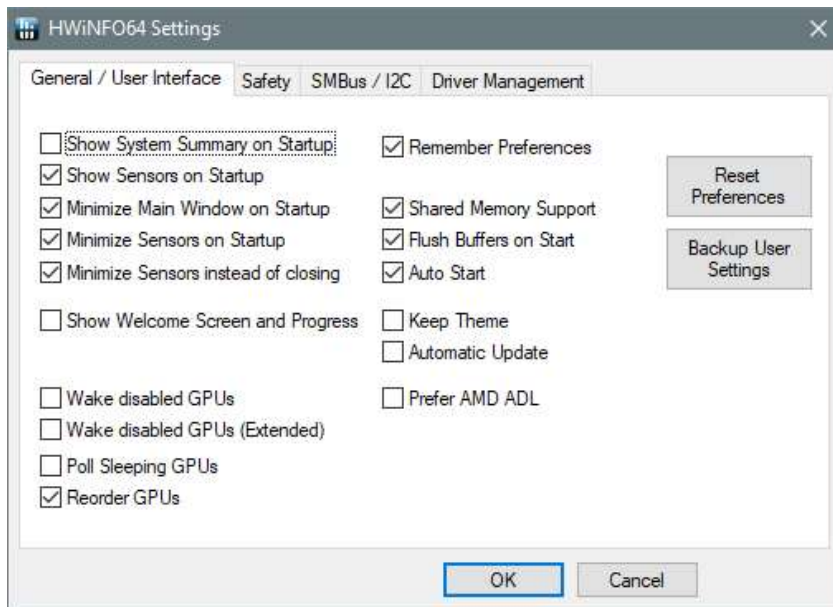 HWiNFO64 Settings
General / User Interface
Safety
SMBus / I2C
Driver Management
Show System Summary on Startup
Show Sensors on Startup
Minimize Main Window on Startup
Minimize Sensors on Startup
Minimize Sensors instead of closing
Show Welcome Screen and Progress
Wake disabled GPUs
Wake disabled GPUs (Extended)
Poll Sleeping GPUs
Reorder GPUs
Remember Preferences
Shared Memory Support
Flush Buffers on Start
Auto Start
Keep Theme
Automatic Update
Prefer AMD ADL
Reset
Preferences
Backup User
Settings
OK
Cancel